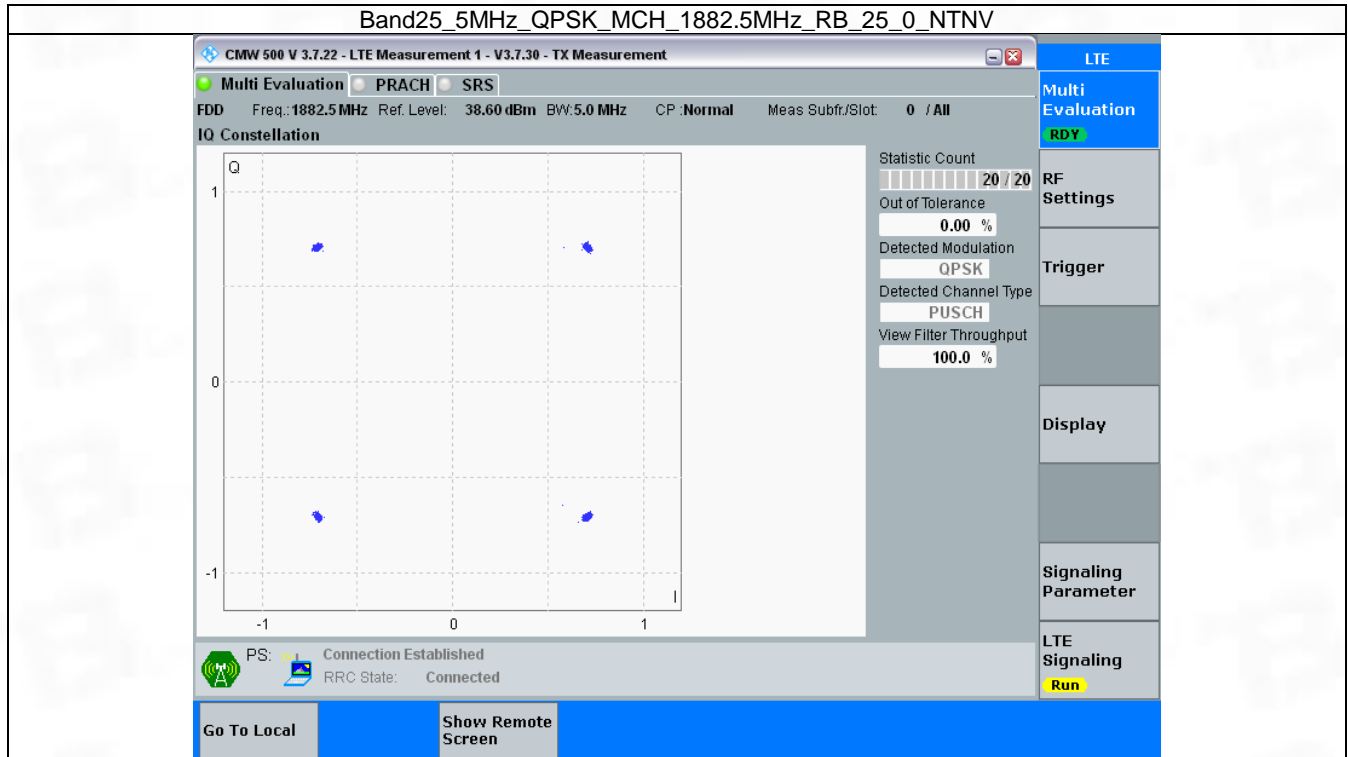 Band25_5MHz_QPSK_MCH_1882.5MHz_RB_25_0_NTNV
CMW 500 V 3.7.22 - LTE Measurement 1 - V3.7.30 - TX Measurement
LTE
Multi Evaluation PRACH SRS
FDD Freq.:1882.5 MHz Ref. Level: 38.60 dBm BW:5.0 MHz CP :Normal Meas Subfr./Slot: 0 / All
IQ Constellation
Q
1
0
-1
-1 0 1
I
Statistic Count
20 / 20
Out of Tolerance
0.00 %
Detected Modulation
QPSK
Detected Channel Type
PUSCH
View Filter Throughput
100.0 %
Multi
Evaluation
RDY
RF
Settings
Trigger
Display
Signaling
Parameter
LTE
Signaling
Run
PS: Connection Established
RRC State: Connected
Go To Local
Show Remote
Screen